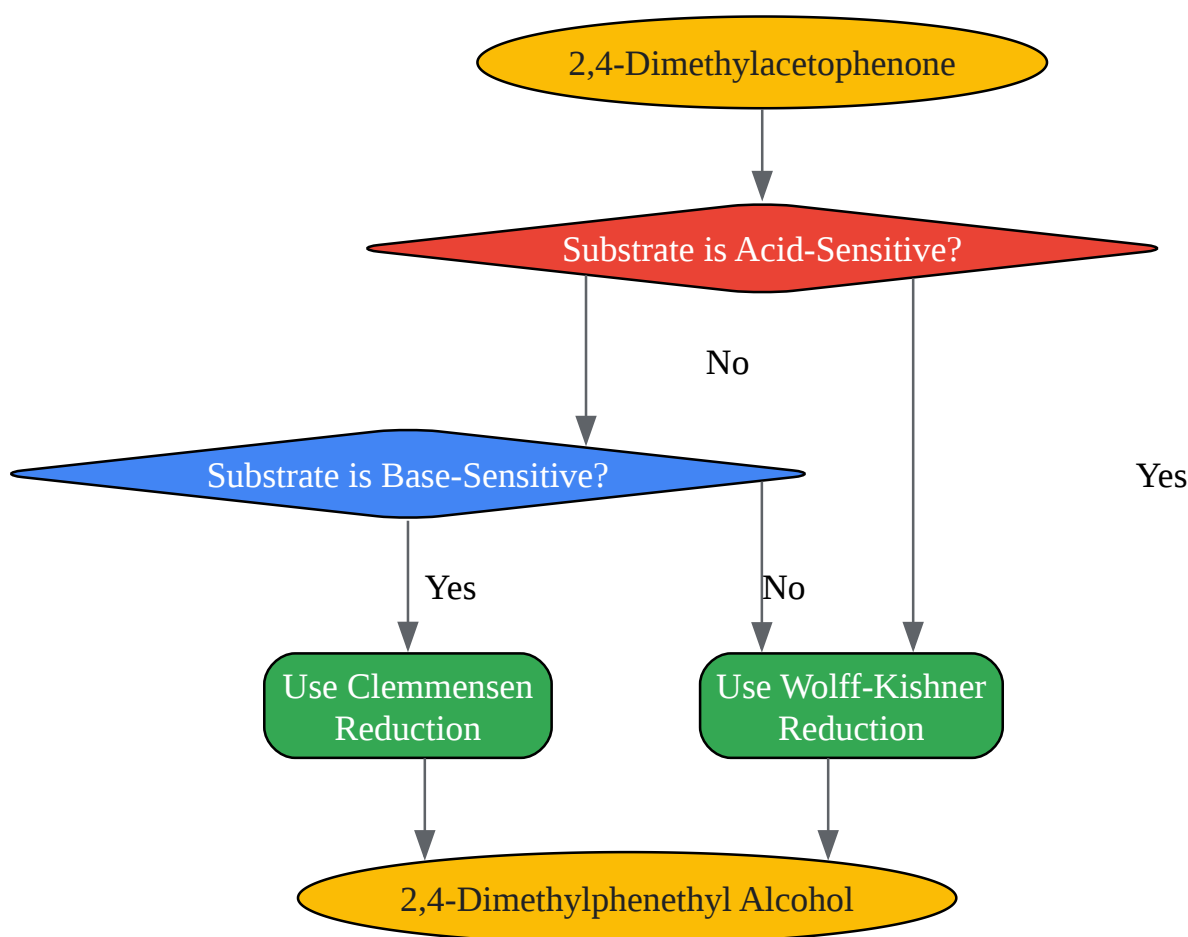 2,4-Dimethylacetophenone
Substrate is Acid-Sensitive?
No
Substrate is Base-Sensitive?
Yes
Yes
No
Use Clemmensen
Reduction
Use Wolff-Kishner
Reduction
2,4-Dimethylphenethyl Alcohol